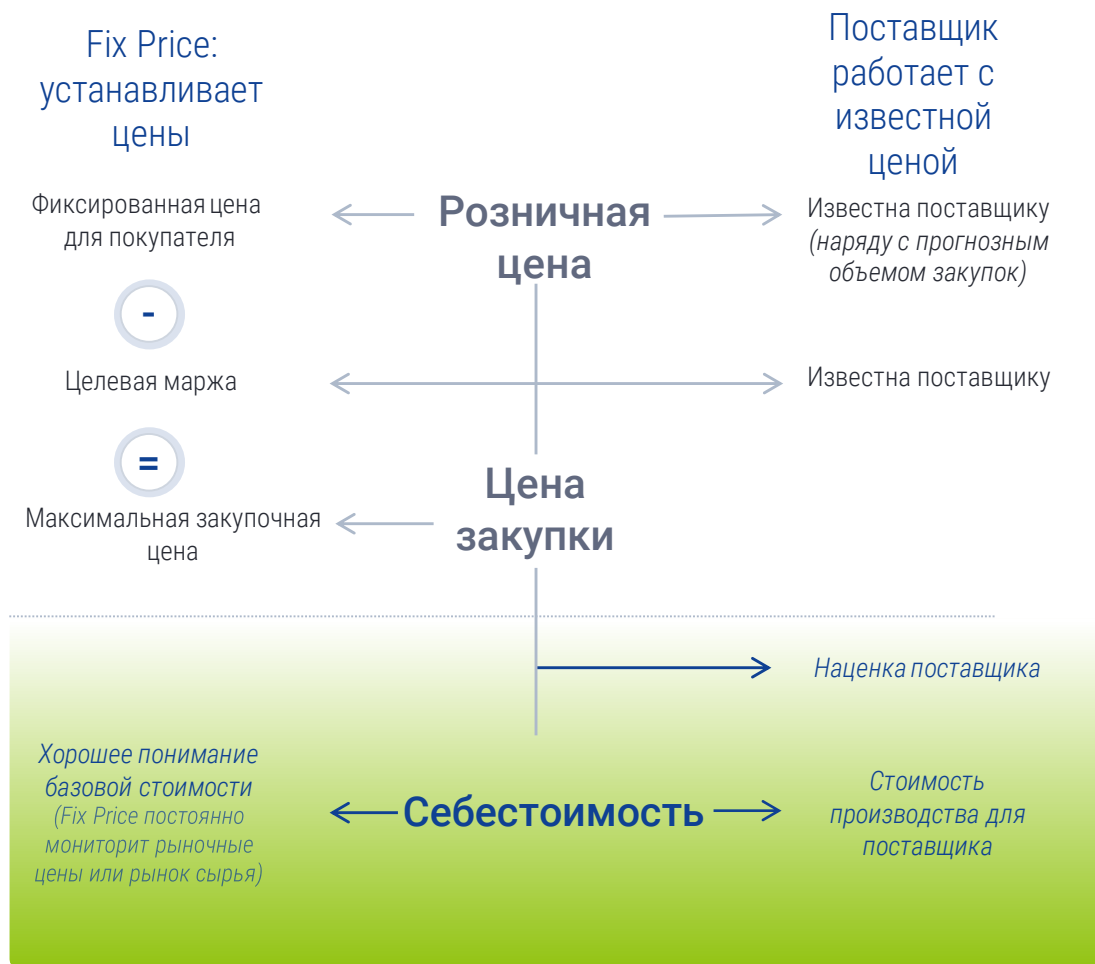 Fix Price:
устанавливает
цены
Поставщик
работает с
известной
ценой
Фиксированная цена
для покупателя
Розничная
цена
Известна поставщику
(наряду с прогнозным
объемом закупок)
-
Целевая маржа
Известна поставщику
=
Максимальная закупочная
цена
Цена
закупки
Наценка поставщика
Хорошее понимание
базовой стоимости
(Fix Price постоянно
мониторит рыночные
цены или рынок сырья)
Себестоимость
Стоимость
производства для
поставщика